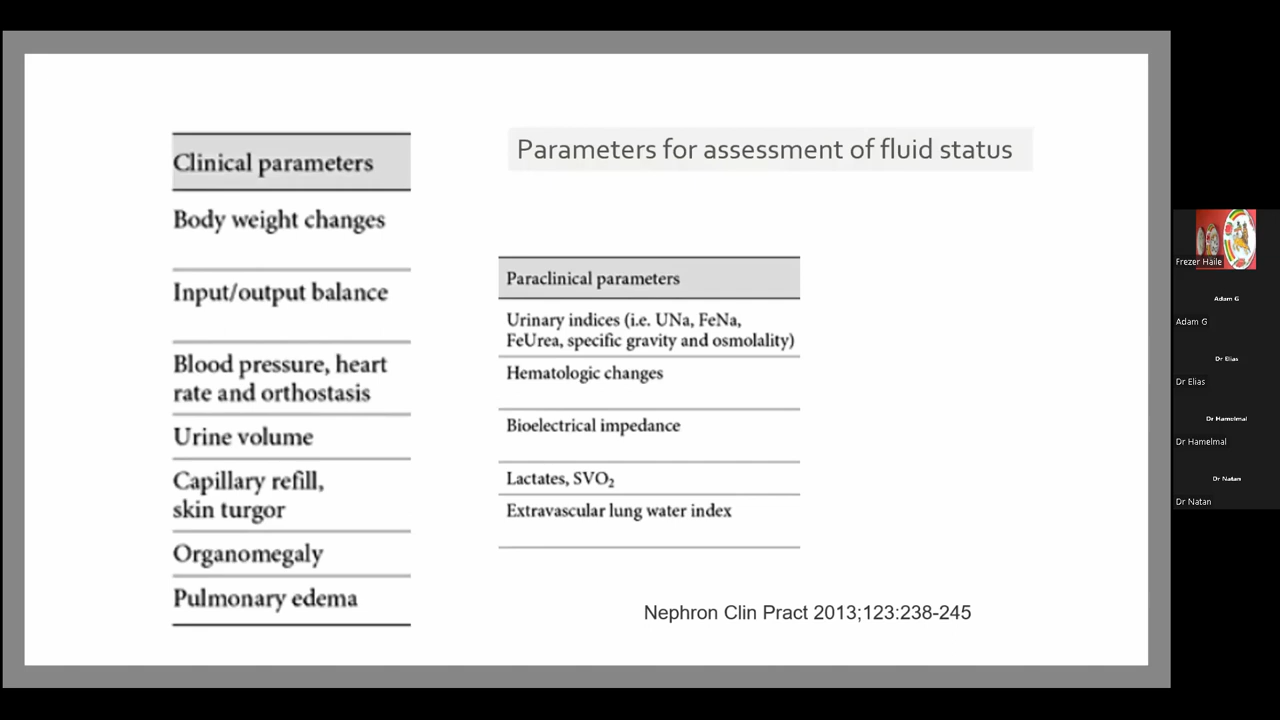 Parameters for assessment of fluid status
Clinical parameters
Body weight changes
Input/output balance
Blood pressure, heart
rate and orthostasis
Urine volume
Capillary refill,
skin turgor
Organomegaly
Pulmonary edema
Paraclinical parameters
Urinary indices (i.e. UNa, FeNa,
FeUrea, specific gravity and osmolality)
Hematologic changes
Bioelectrical impedance
Lactates, SVO₂
Extravascular lung water index
Nephron Clin Pract 2013;123:238-245
Frezer Haile
Adam G
Adam G
Dr Elias
Dr Elias
Dr Hamelmal
Dr Hamelmal
Dr Natan
Dr Natan